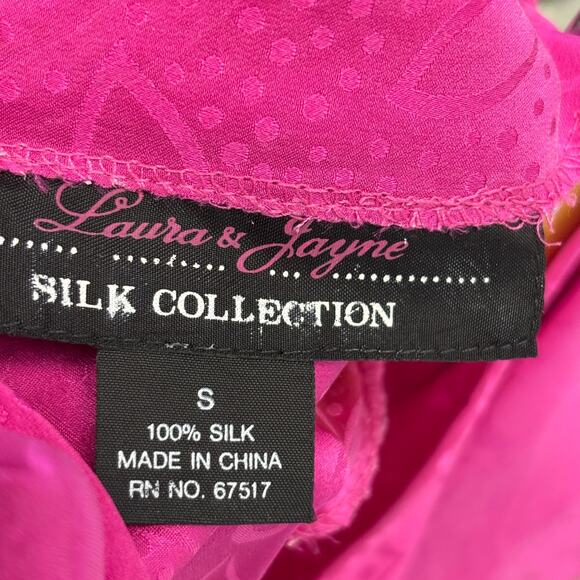 Laura & Jayne
SILK COLLECTION
S
100% SILK
MADE IN CHINA
RN NO. 67517